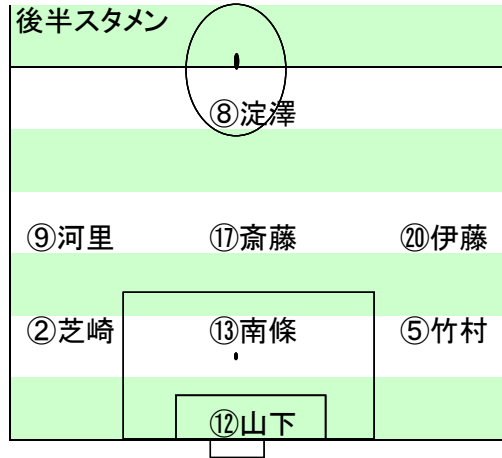 後半スタメン
⑧淀澤
⑨河里 ⑰斎藤 ⑳伊藤
②芝崎 ⑬南條 ⑤竹村
⑫山下